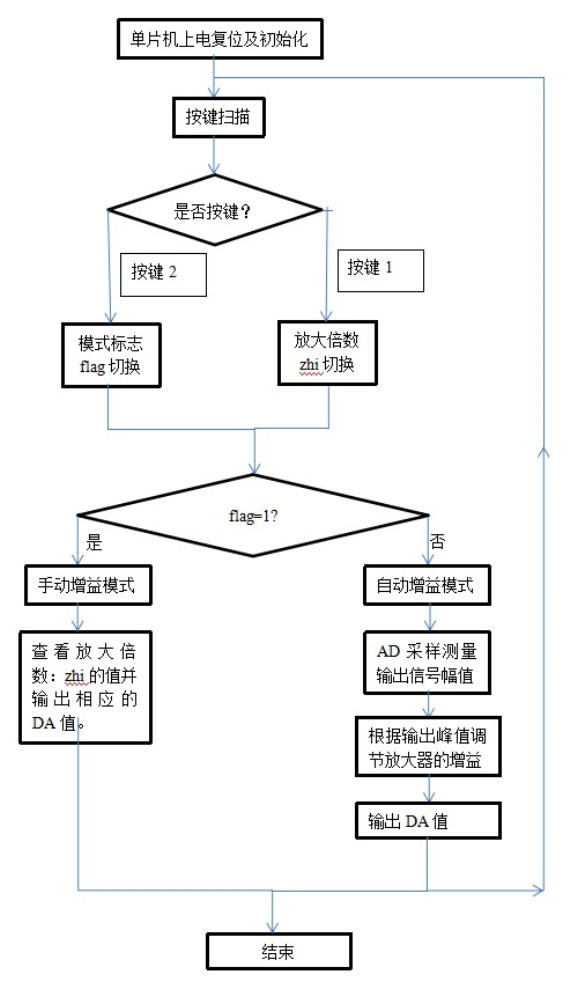 单片机上电复位及初始化
按键扫描
是否按键？
按键 2
按键 1
模式标志
flag 切换
放大倍数
zhi 切换
flag=1?
是
否
手动增益模式
自动增益模式
查看放大倍
数：zhi 的值并
输出相应的
DA 值。
AD 采样测量
输出信号幅值
根据输出峰值调
节放大器的增益
输出 DA 值
结束